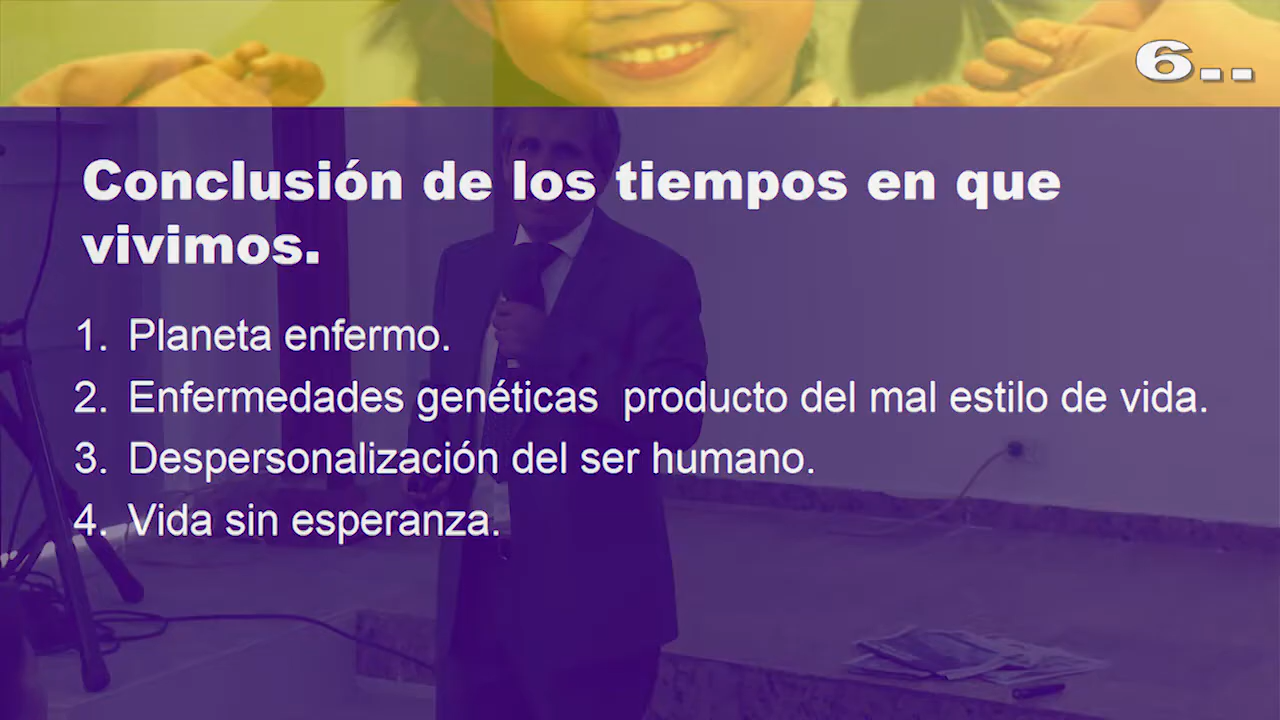 6..
Conclusión de los tiempos en que
vivimos.
1. Planeta enfermo.
2. Enfermedades genéticas  producto del mal estilo de vida.
3. Despersonalización del ser humano.
4. Vida sin esperanza.